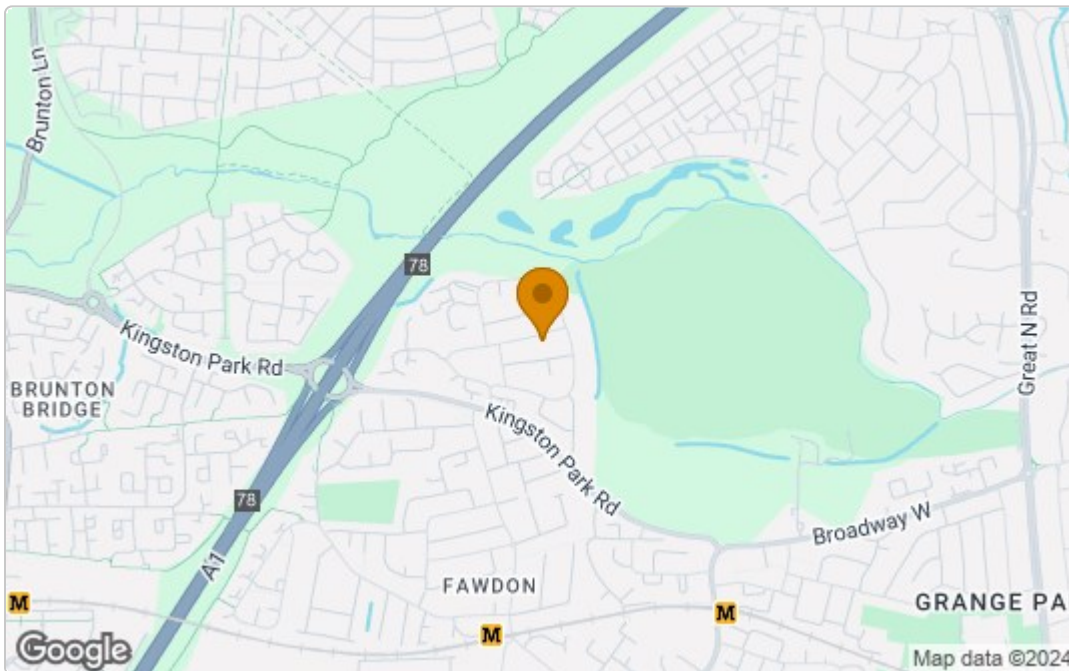 Brunton Ln
78
Kingston Park Rd
Great N Rd
BRUNTON
BRIDGE
Kingston Park Rd
78
Broadway W
A1
FAWDON
M
M
M
GRANGE PA
Google
Map data ©2024